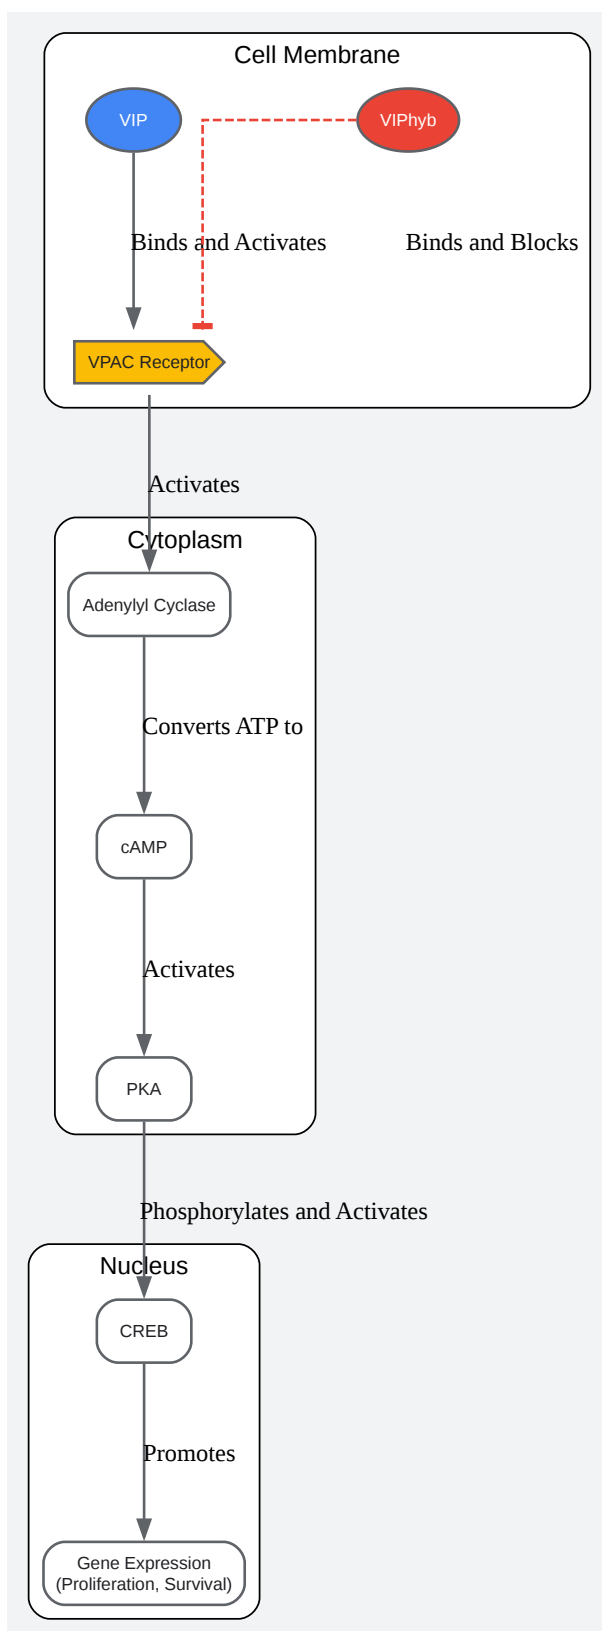 Cell Membrane
VIP
VIPhyb
Binds and Activates
Binds and Blocks
VPAC Receptor
Activates
Cytoplasm
Adenylyl Cyclase
Converts ATP to
cAMP
Activates
PKA
Phosphorylates and Activates
Nucleus
CREB
Promotes
Gene Expression
(Proliferation, Survival)